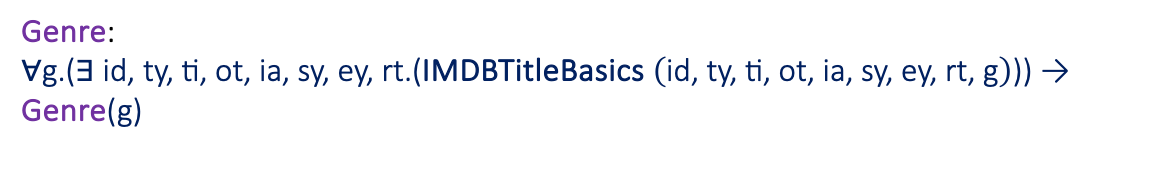 Genre:
∀g.(∃ id, ty, ti, ot, ia, sy, ey, rt.(IMDBTitleBasics (id, ty, ti, ot, ia, sy, ey, rt, g))) →
Genre(g)